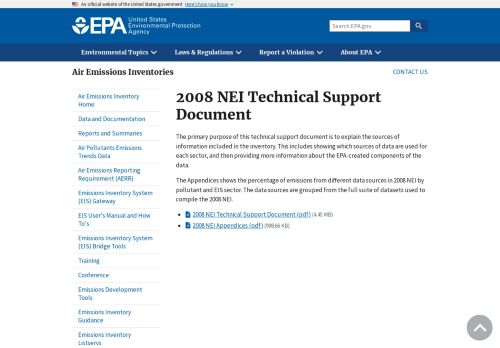 An official website of the United States government Here's how you know
EPA United States Environmental Protection Agency
Search EPA.gov
Environmental Topics
Laws & Regulations
Report a Violation
About EPA
Air Emissions Inventories
CONTACT US
Air Emissions Inventory
Home
Data and Documentation
Reports and Summaries
Air Pollutants Emissions
Trends Data
Air Emissions Reporting
Requirement (AERR)
Emissions Inventory System
(EIS) Gateway
EIS User's Manual and How
To's
Emissions Inventory System
(EIS) Bridge Tools
Training
Conference
Emissions Development
Tools
Emissions Inventory
Guidance
Emissions Inventory
Listservs
2008 NEI Technical Support
Document
The primary purpose of this technical support document is to explain the sources of
information included in the inventory. This includes showing which sources of data are used for
each sector, and then providing more information about the EPA-created components of the
data.
The Appendices shows the percentage of emissions from different data sources in 2008 NEI by
pollutant and EIS sector. The data sources are grouped from the full suite of datasets used to
compile the 2008 NEI.
2008 NEI Technical Support Document (pdf) (4.45 MB)
2008 NEI Appendices (pdf) (988.66 KB)